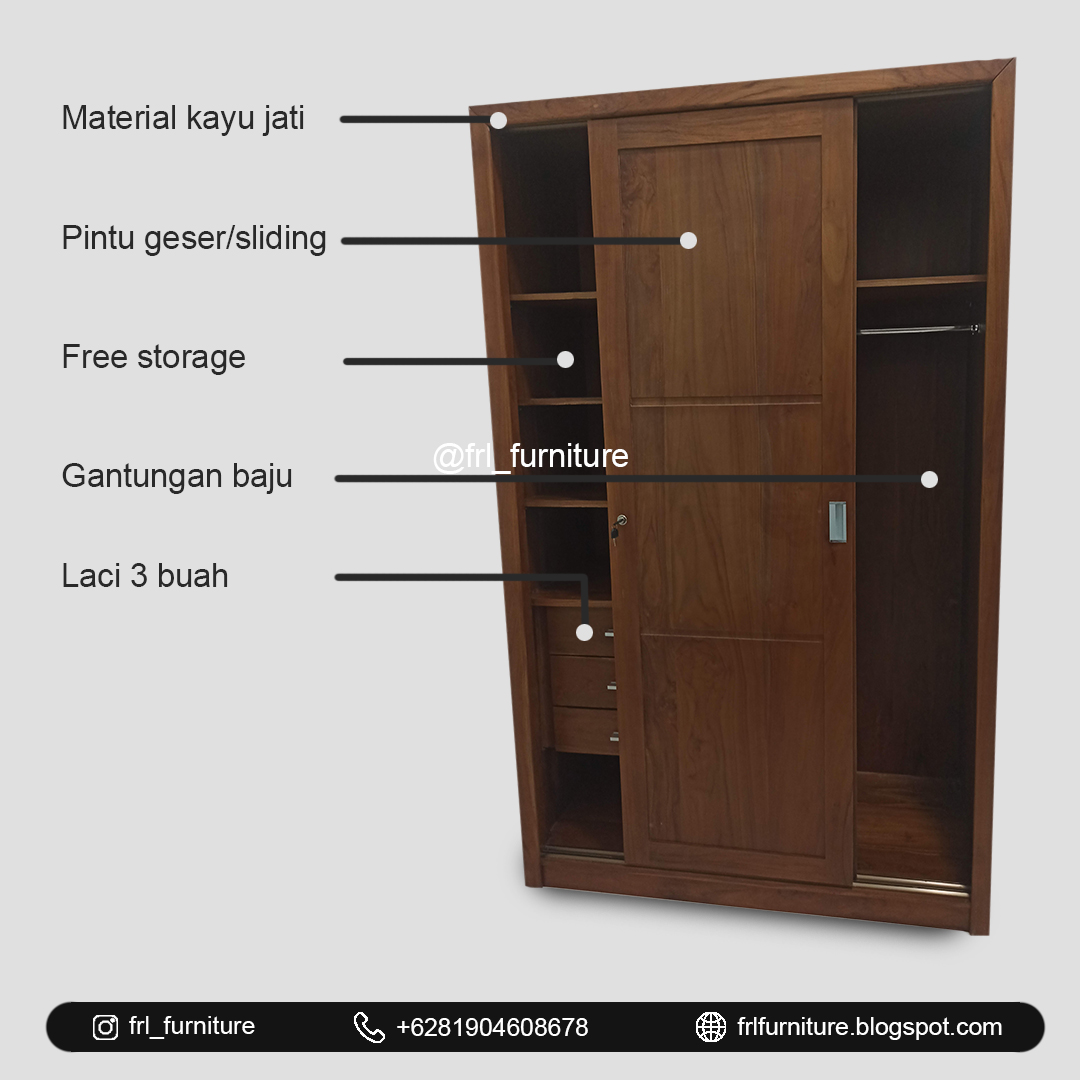 Material kayu jati
Pintu geser/sliding
Free storage
@frl_furniture
Gantungan baju
Laci 3 buah
frl_furniture
+6281904608678
frlfurniture.blogspot.com